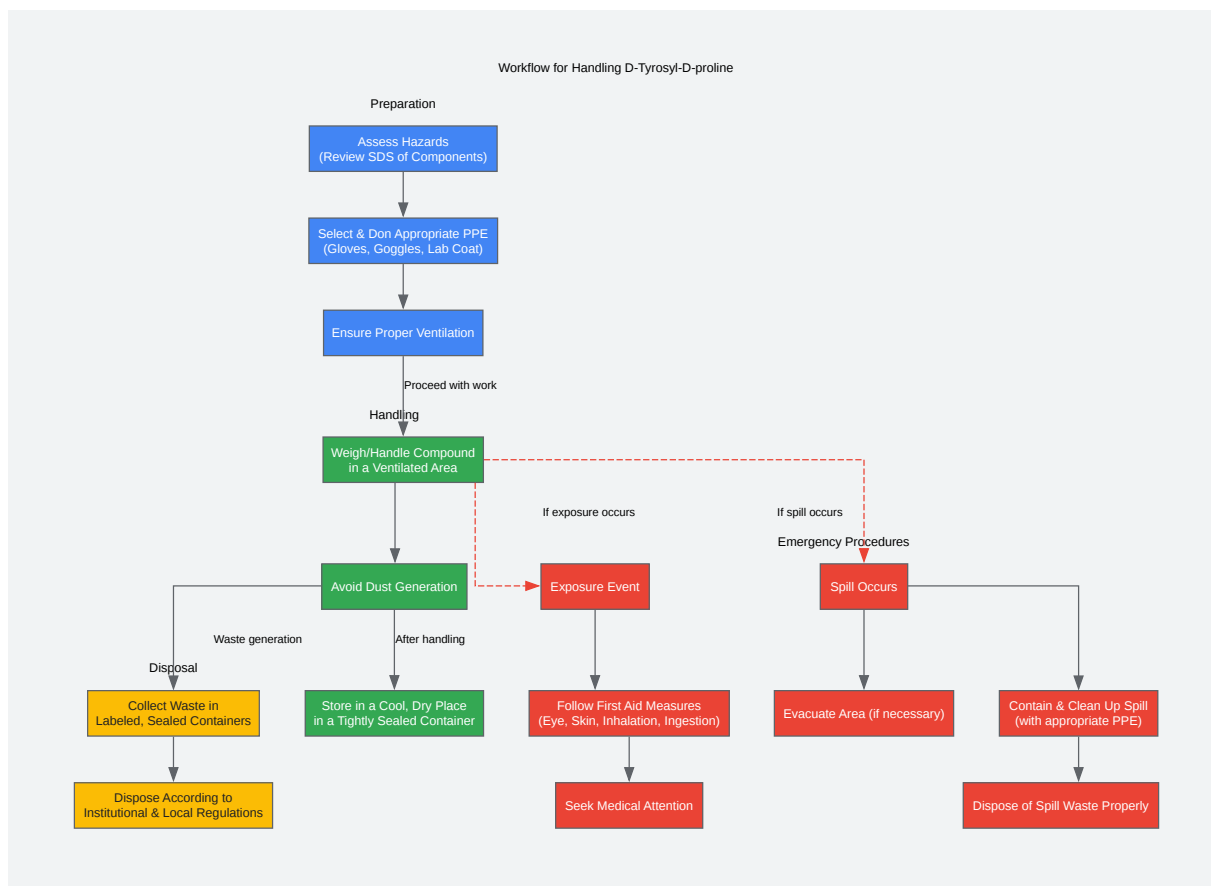 Workflow for Handling D-Tyrosyl-D-proline
Preparation
Assess Hazards
(Review SDS of Components)
Select & Don Appropriate PPE
(Gloves, Goggles, Lab Coat)
Ensure Proper Ventilation
Proceed with work
Handling
Weigh/Handle Compound
in a Ventilated Area
If exposure occurs
If spill occurs
Emergency Procedures
Avoid Dust Generation
Exposure Event
Spill Occurs
Waste generation
After handling
Disposal
Collect Waste in
Labeled, Sealed Containers
Store in a Cool, Dry Place
in a Tightly Sealed Container
Follow First Aid Measures
(Eye, Skin, Inhalation, Ingestion)
Evacuate Area (if necessary)
Contain & Clean Up Spill
(with appropriate PPE)
Dispose According to
Institutional & Local Regulations
Seek Medical Attention
Dispose of Spill Waste Properly